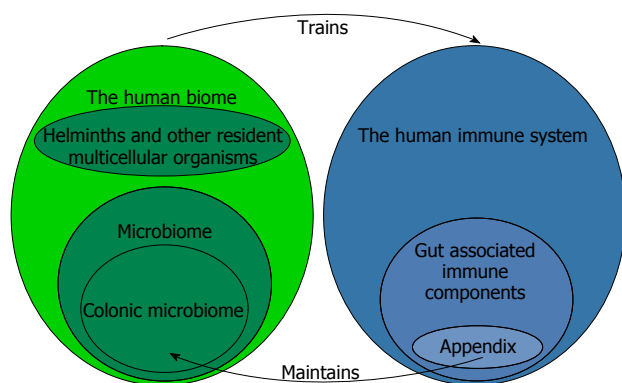 Trains
The human biome
Helminths and other resident
multicellular organisms
The human immune system
Microbiome
Gut associated
immune
components
Colonic microbiome
Appendix
Maintains